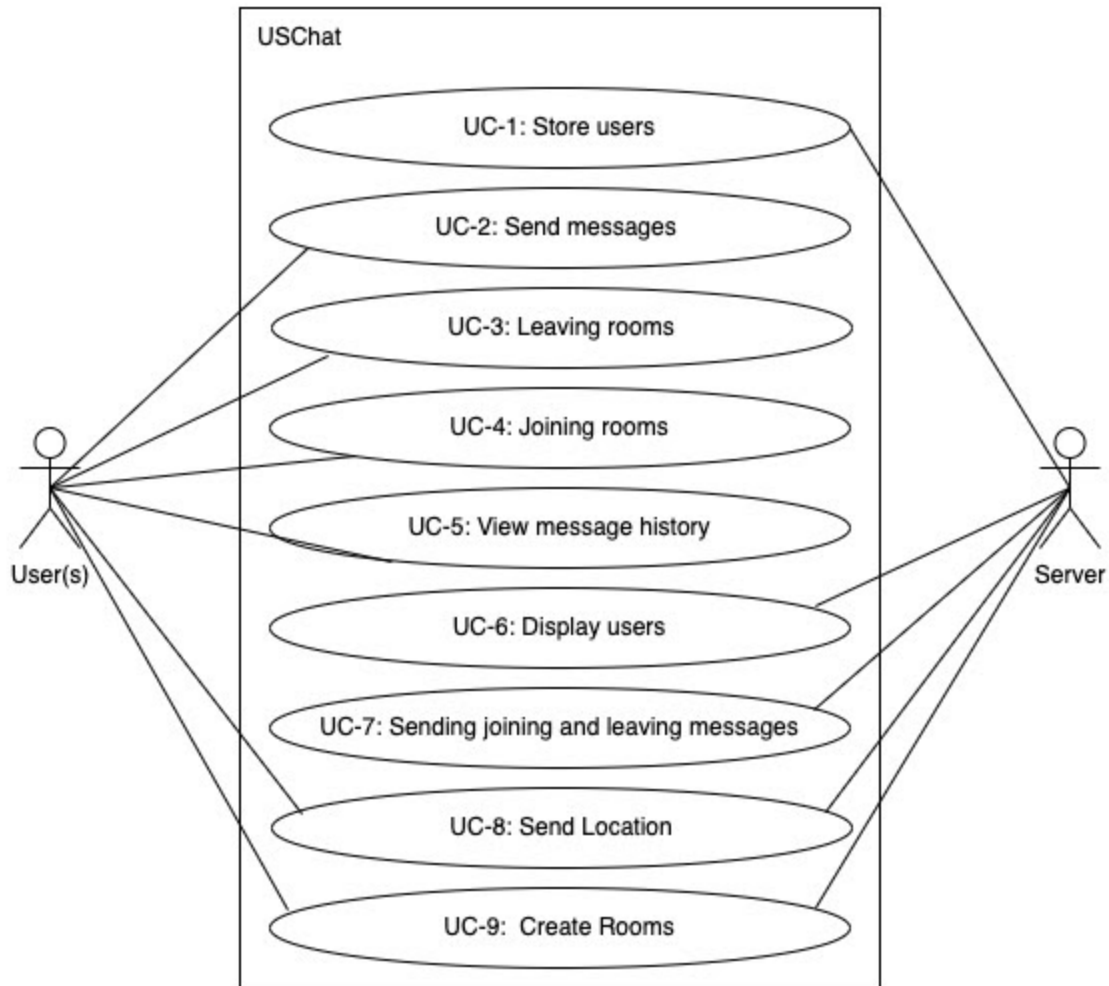 USChat
UC-1: Store users
UC-2: Send messages
UC-3: Leaving rooms
UC-4: Joining rooms
UC-5: View message history
User(s)
Server
UC-6: Display users
UC-7: Sending joining and leaving messages
UC-8: Send Location
UC-9: Create Rooms